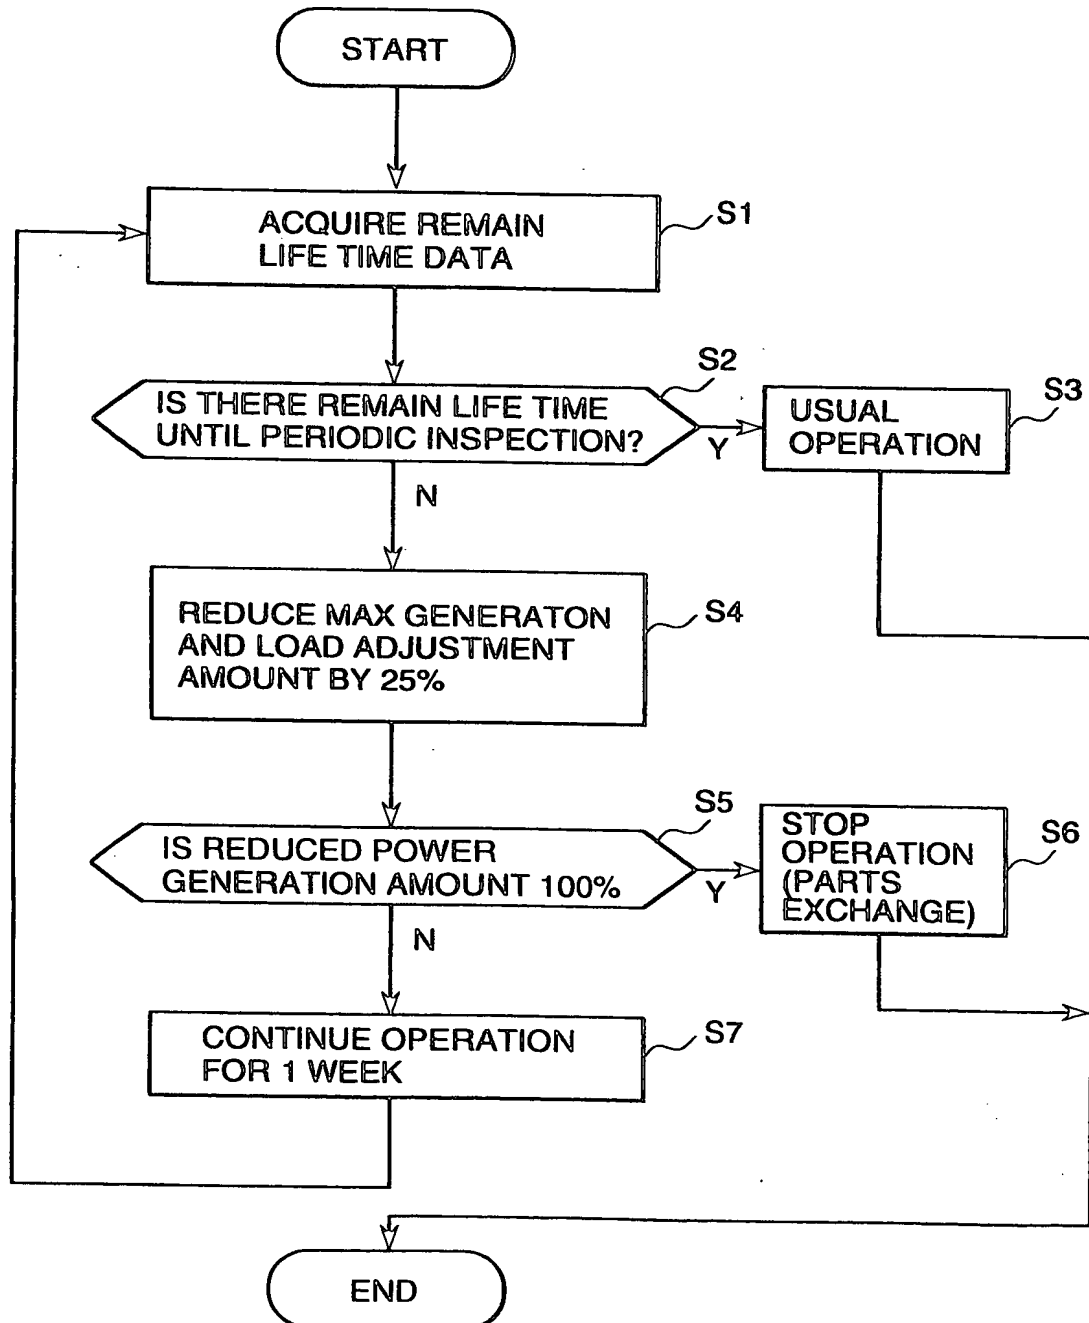 START
ACQUIRE REMAIN
LIFE TIME DATA
S1
IS THERE REMAIN LIFE TIME
UNTIL PERIODIC INSPECTION?
S2
Y
N
USUAL
OPERATION
S3
REDUCE MAX GENERATON
AND LOAD ADJUSTMENT
AMOUNT BY 25%
S4
IS REDUCED POWER
GENERATION AMOUNT 100%
S5
Y
N
STOP
OPERATION
(PARTS
EXCHANGE)
S6
CONTINUE OPERATION
FOR 1 WEEK
S7
END